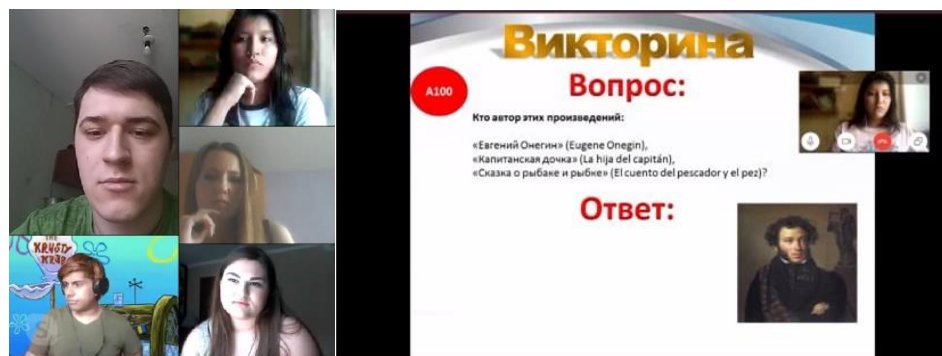 THE
KRUSTY
KRAB
Викторина
Вопрос:
А100
Кто автор этих произведений:
«Евгений Онегин» (Eugene Onegin),
«Капитанская дочка» (La hija del capitán),
«Сказка о рыбаке и рыбке» (El cuento del pescador y el pez)?
Ответ: